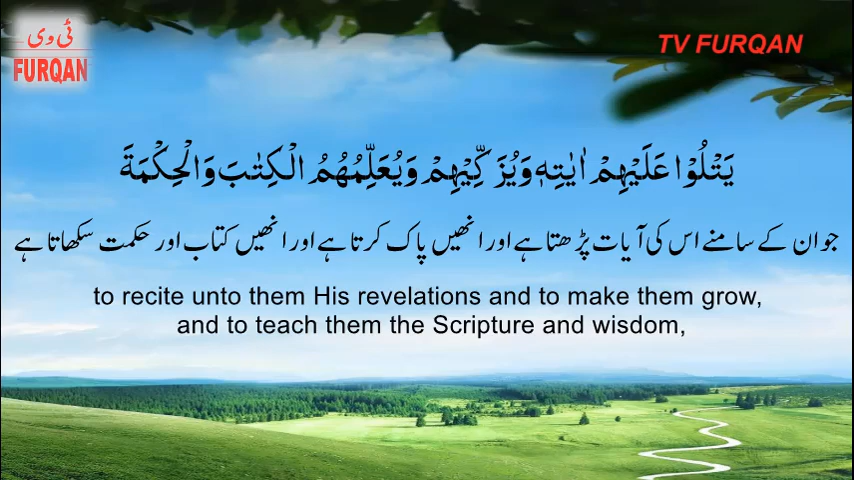 ٹی وی
FURQAN
TV FURQAN
يَتْلُوْا عَلَيْهِمْ اٰيٰتِهٖ وَيُزَكِّيْهِمْ وَيُعَلِّمُهُمُ الْكِتٰبَ وَالْحِكْمَةَ
جو ان کے سامنے اس کی آیات پڑھتا ہے اور انھیں پاک کرتا ہے اور انھیں کتاب اور حکمت سکھاتا ہے
to recite unto them His revelations and to make them grow,
and to teach them the Scripture and wisdom,